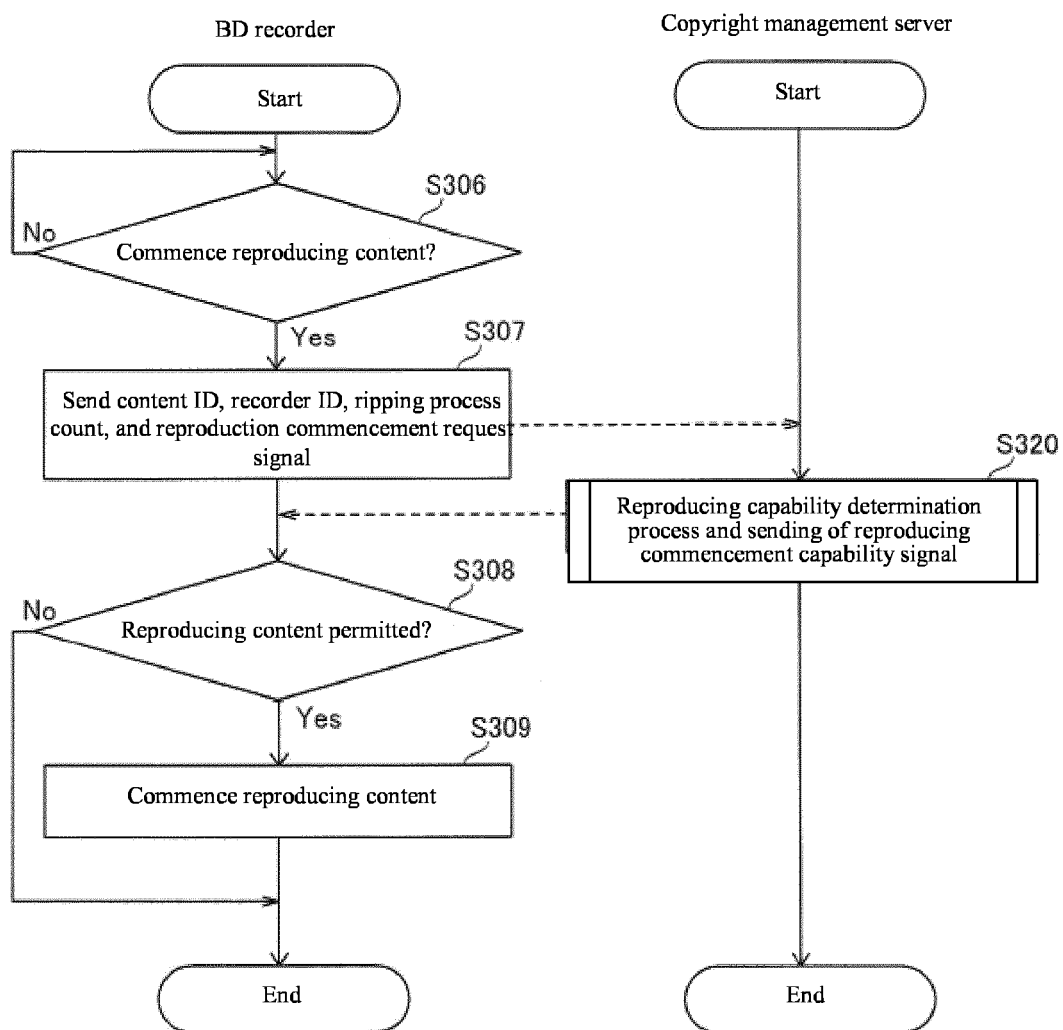 BD recorder
Copyright management server
Start
Start
S306
No
Commence reproducing content?
Yes
S307
Send content ID, recorder ID, ripping process
count, and reproduction commencement request
signal
S320
Reproducing capability determination
process and sending of reproducing
commencement capability signal
S308
No
Reproducing content permitted?
Yes
S309
Commence reproducing content
End
End